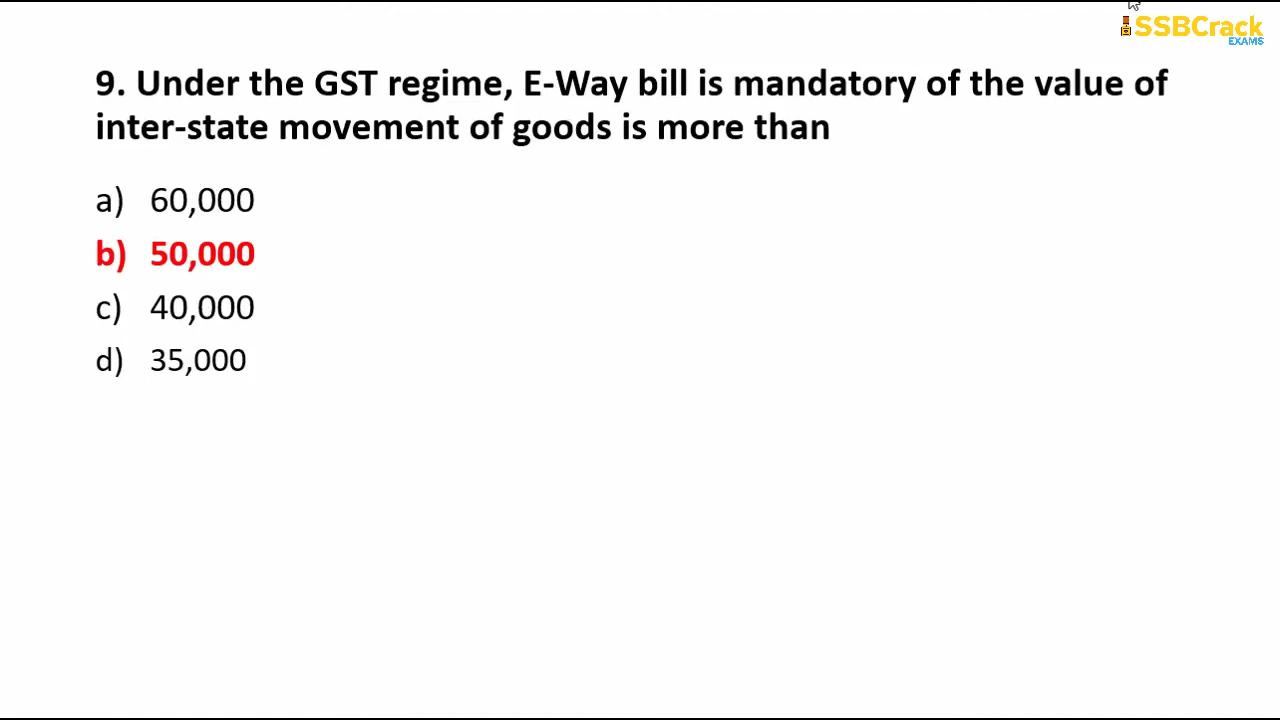 SSBCrack
EXAMS
9. Under the GST regime, E-Way bill is mandatory of the value of
inter-state movement of goods is more than
a) 60,000
b) 50,000
c) 40,000
d) 35,000